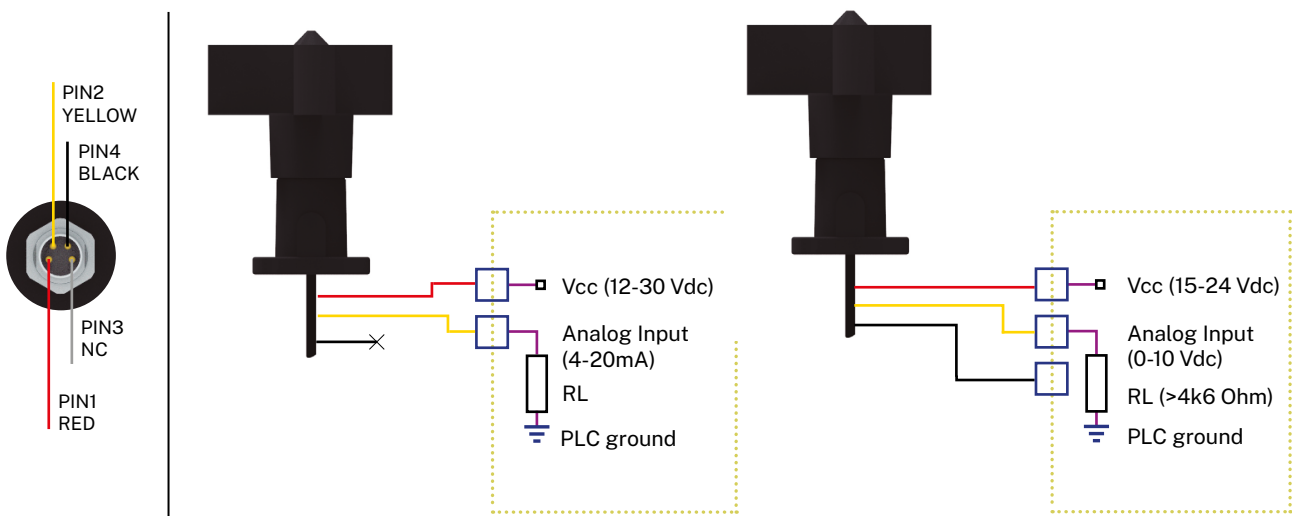 PIN2
YELLOW
PIN4
BLACK
PIN3
NC
PIN1
RED
Vcc (12-30 Vdc)
Analog Input
(4-20mA)
RL
PLC ground
Vcc (15-24 Vdc)
Analog Input
(0-10 Vdc)
RL (>4k6 Ohm)
PLC ground